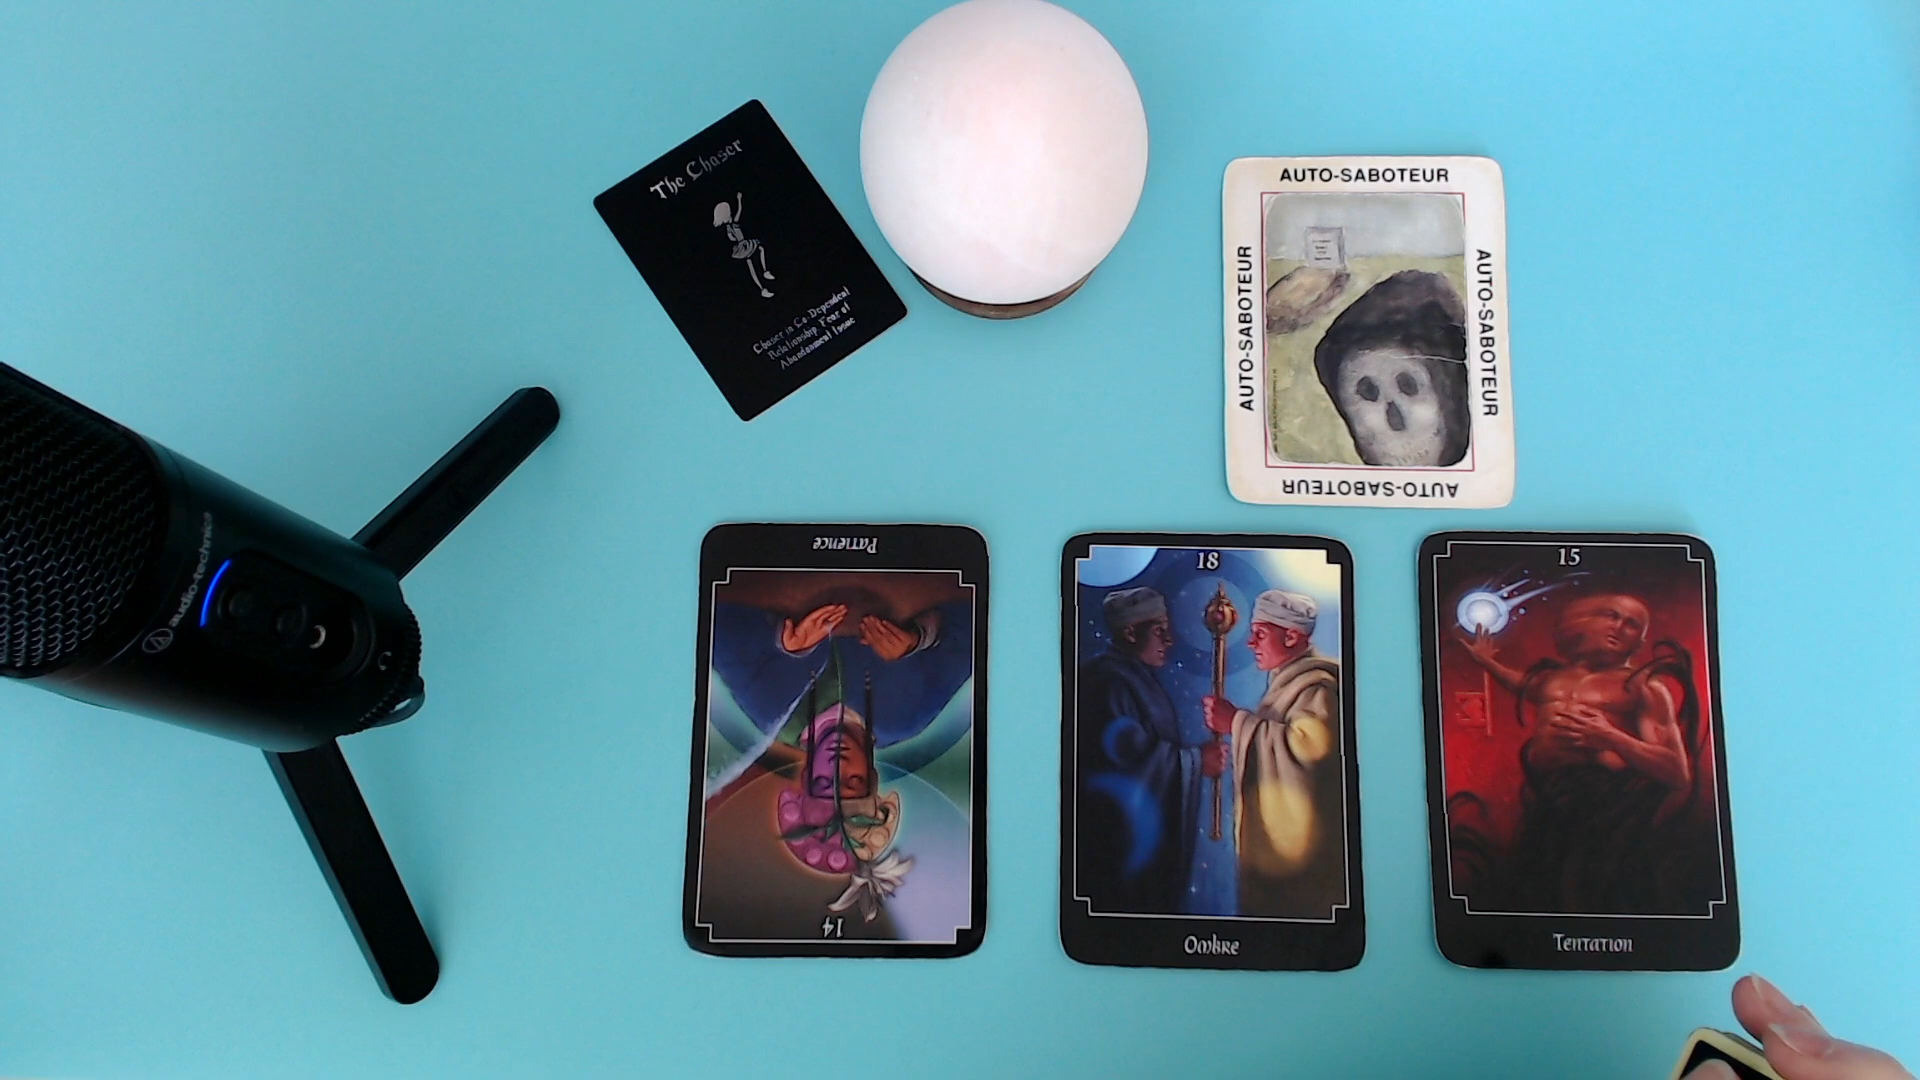 The Chaser
Chaser in Co-Dependent
Relationship, Fear of
Abandonment Issue
AUTO-SABOTEUR
AUTO-SABOTEUR
AUTO-SABOTEUR
AUTO-SABOTEUR
audio-technica
Patience
14
18
Ombre
15
Tentation